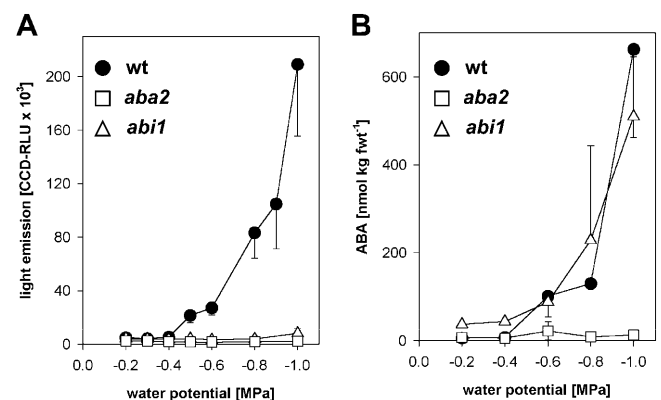 A
wt
aba2
abi1
light emission [CCD-RLU x 10³]
200
160
120
80
40
0
0.0 -0.2 -0.4 -0.6 -0.8 -1.0
water potential [MPa]
B
wt
aba2
abi1
ABA [nmol kg fwt⁻¹]
600
400
200
0
0.0 -0.2 -0.4 -0.6 -0.8 -1.0
water potential [MPa]